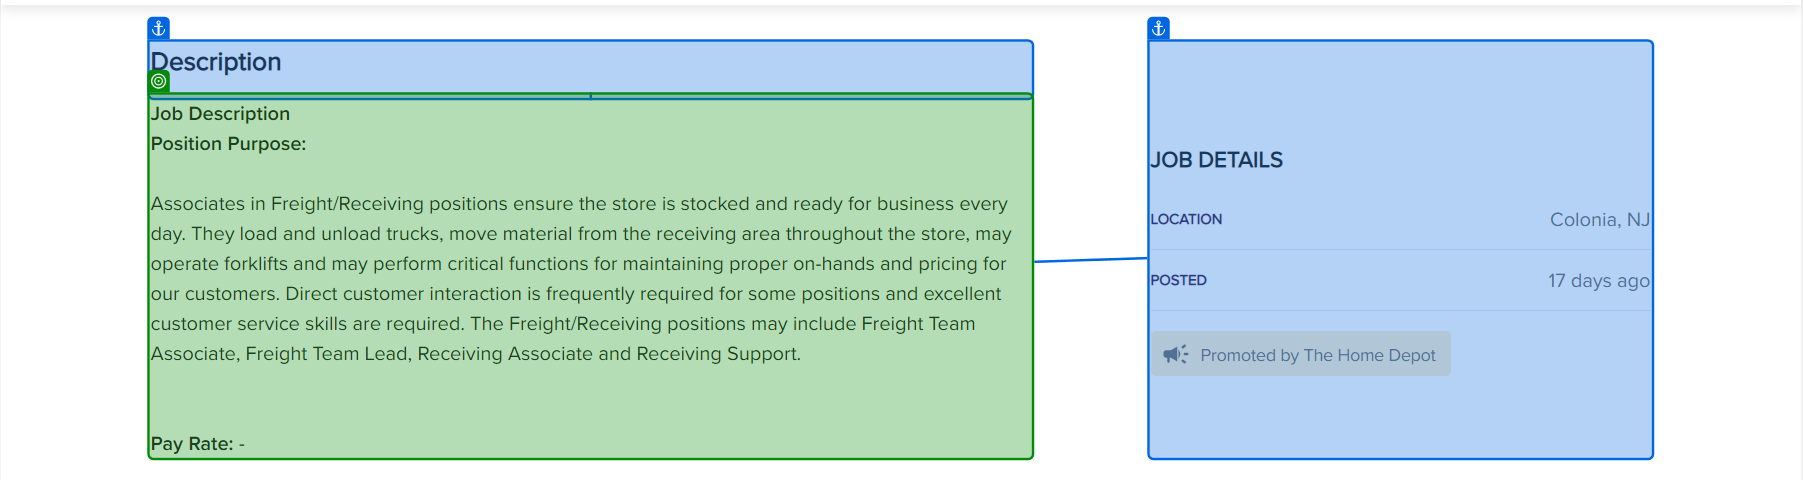 Description
Job Description
Position Purpose:
Associates in Freight/Receiving positions ensure the store is stocked and ready for business every
day. They load and unload trucks, move material from the receiving area throughout the store, may
operate forklifts and may perform critical functions for maintaining proper on-hands and pricing for
our customers. Direct customer interaction is frequently required for some positions and excellent
customer service skills are required. The Freight/Receiving positions may include Freight Team
Associate, Freight Team Lead, Receiving Associate and Receiving Support.
Pay Rate: -
JOB DETAILS
LOCATION Colonia, NJ
POSTED 17 days ago
Promoted by The Home Depot